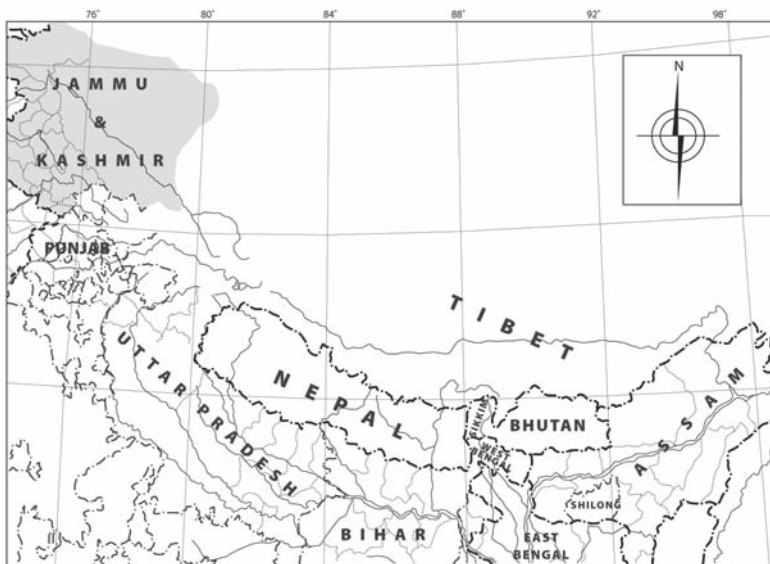 76° 80° 84° 88° 92° 98°
N
JAMMU
&
KASHMIR
PUNJAB
TIBET
UTTAR PRADESH
NEPAL
SIKKIM
BHUTAN
WEST
BENGAL
ASSAM
SHILONG
BIHAR
EAST
BENGAL